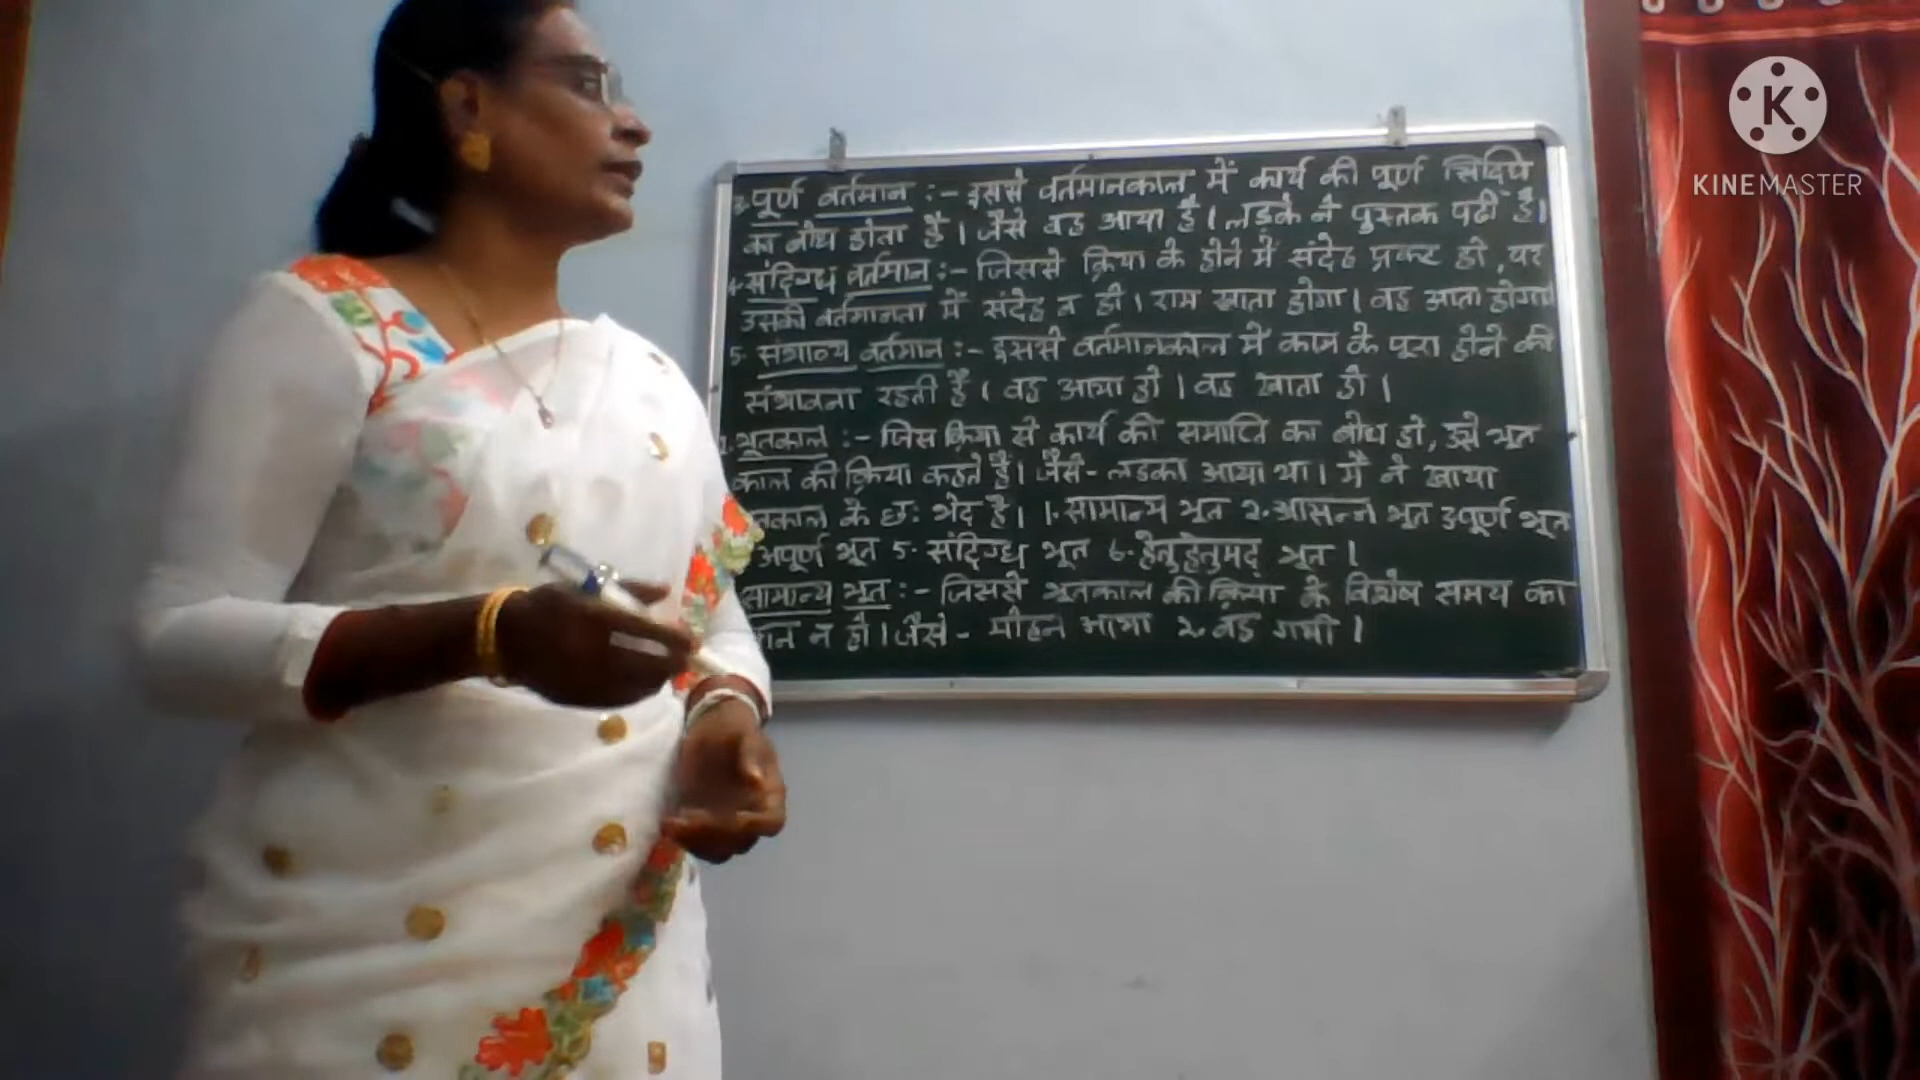 3. पूर्ण वर्तमान :- इससे वर्तमानकाल में कार्य की पूर्ण सिद्धि
का बोध होता है । जैसे वह आया है । लड़के ने पुस्तक पढी है ।
4. संदिग्ध वर्तमान :- जिससे क्रिया के होने में संदेह प्रकट हो, पर
उसकी वर्तमानता में संदेह न हो । राम खाता होगा । वह आता होगा ।
5. संभाव्य वर्तमान :- इससे वर्तमानकाल में काम के पूरा होने की
संभावना रहती है । वह आया हो । वह खाता हो ।
भूतकाल :- जिस क्रिया से कार्य की समाप्ति का बोध हो, उसे भूत
काल की क्रिया कहते हैं । जैसे - लडका आया था । मै ने खाया
तकाल के छः भेद है । 1. सामान्य भूत 2. आसन्न भूत 3 पूर्ण भूत
अपूर्ण भूत 5. संदिग्ध भूत 6. हेतुहेतुमद् भूत ।
सामान्य भूत :- जिससे भूतकाल की क्रिया के विशेष समय का
न हो । जैसे - मोहन आया 2. वह गयी ।
K
KINEMASTER